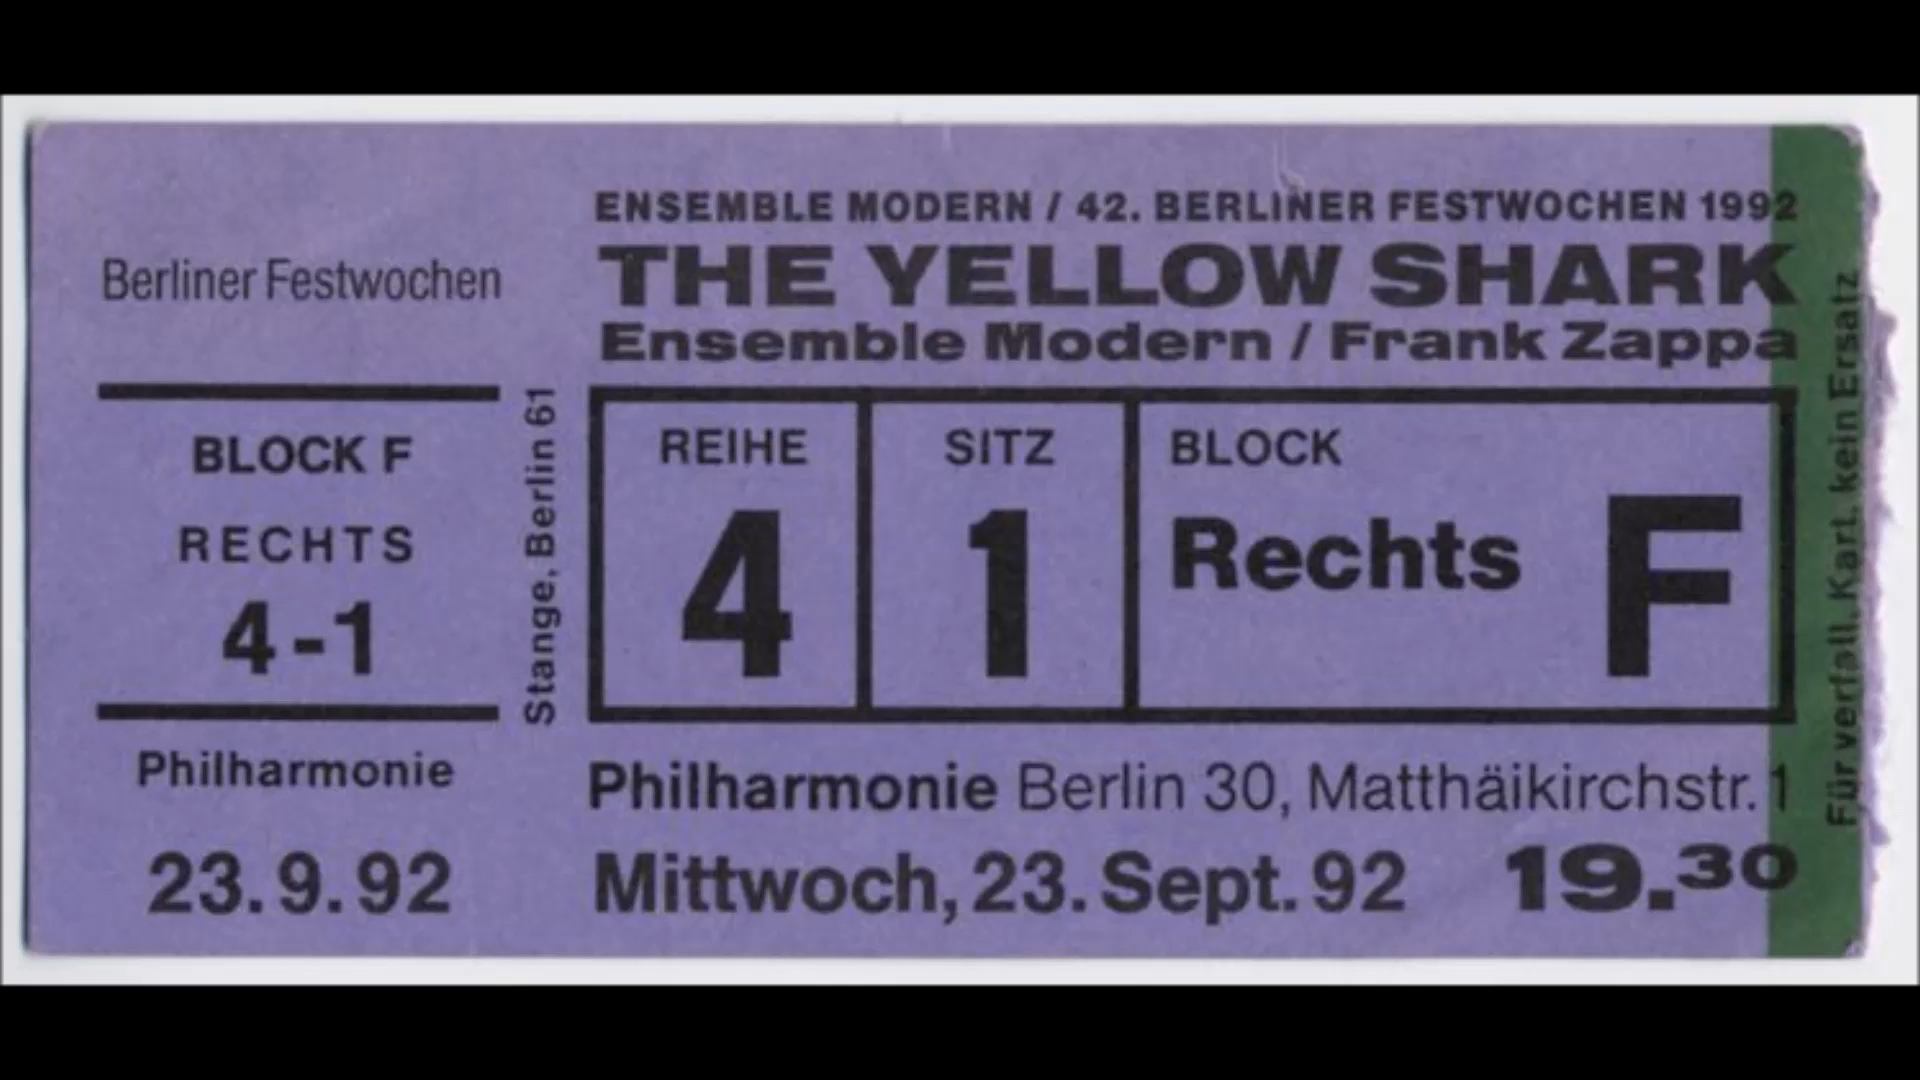 Berliner Festwochen
BLOCK F
RECHTS
4-1
Philharmonie
23.9.92
Stange, Berlin 61
ENSEMBLE MODERN / 42. BERLINER FESTWOCHEN 1992
THE YELLOW SHARK
Ensemble Modern / Frank Zappa
REIHE
4
SITZ
1
BLOCK
Rechts F
Philharmonie Berlin 30, Matthäikirchstr. 1
Mittwoch, 23. Sept. 92 19.30
Für verfall. Kart. kein Ersatz